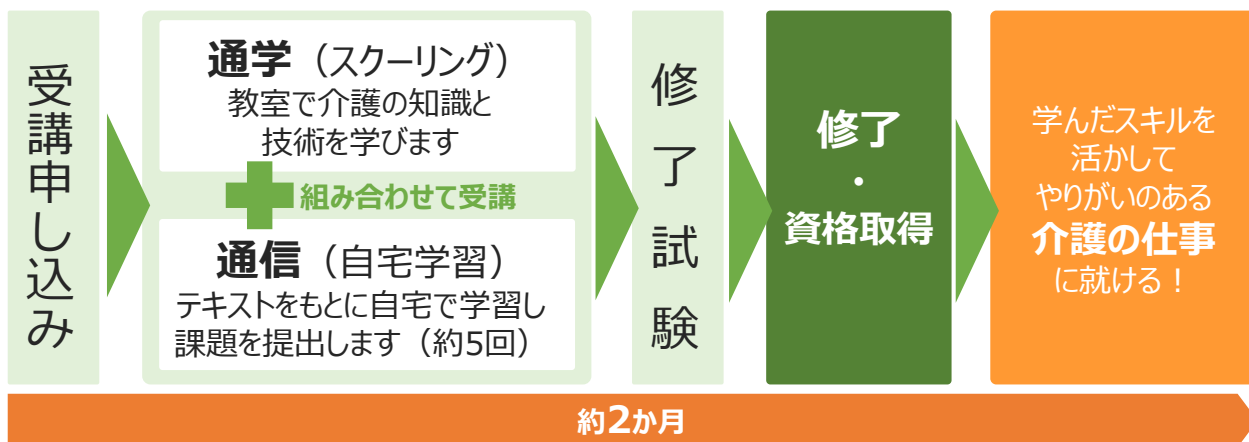 受講申し込み
通学（スクーリング）
教室で介護の知識と
技術を学びます
組み合わせて受講
通信（自宅学習）
テキストをもとに自宅で学習し
課題を提出します（約5回）
修了試験
修了
・
資格取得
学んだスキルを
活かして
やりがいのある
介護の仕事
に就ける！
約2か月